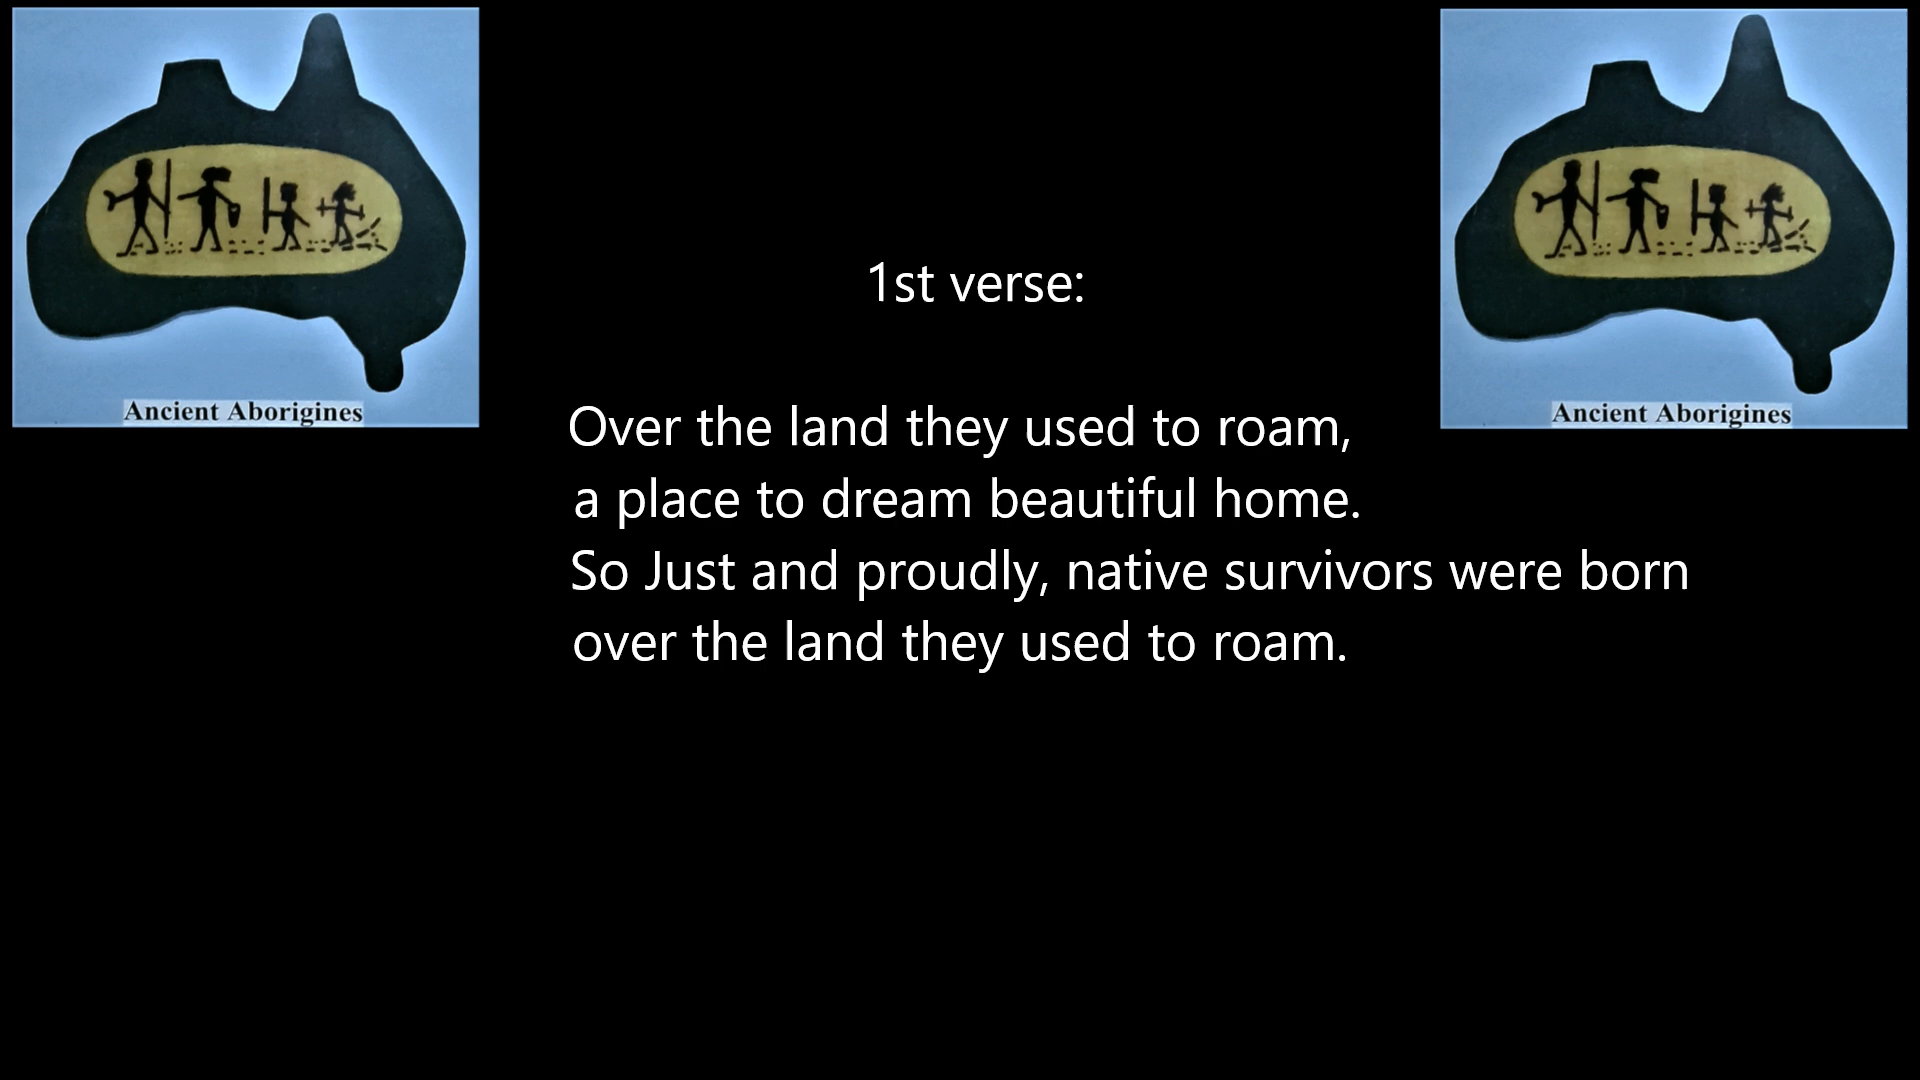 Ancient Aborigines
Ancient Aborigines
1st verse:
Over the land they used to roam,
a place to dream beautiful home.
So Just and proudly, native survivors were born
over the land they used to roam.